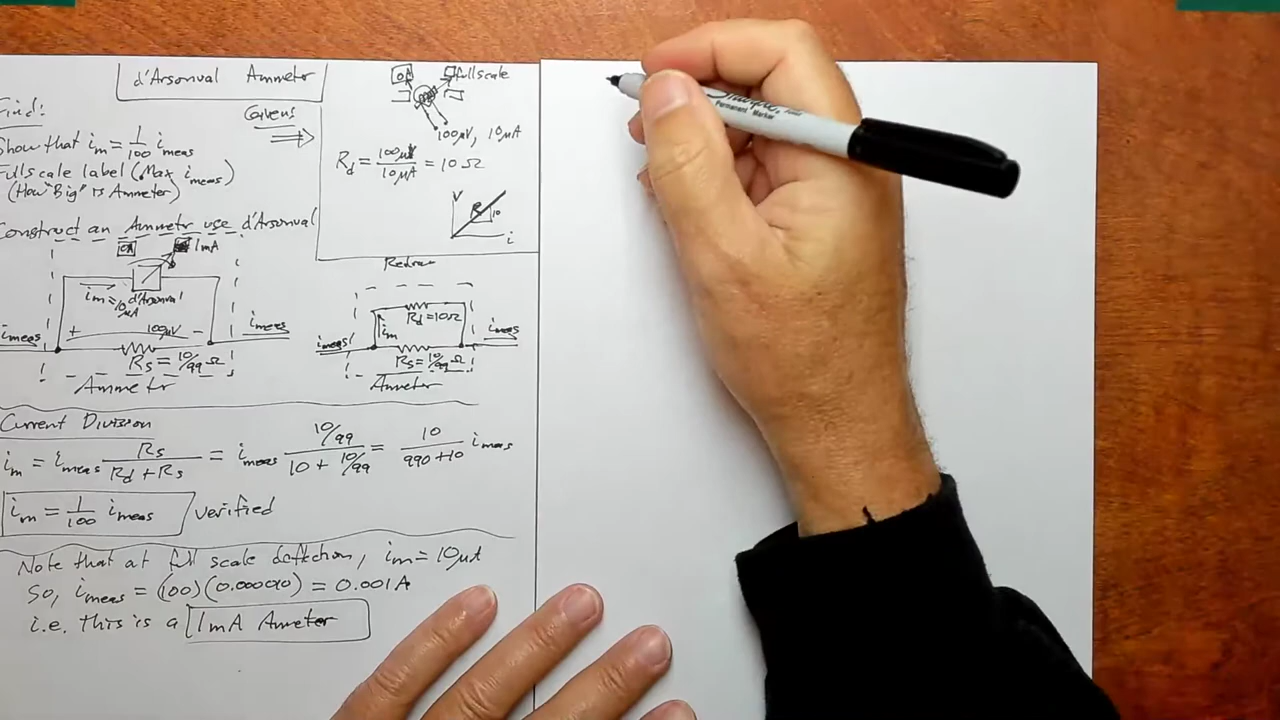 d'Arsonval Ammeter
Find:
Givens
Show that im = 1/100 imeas
Fullscale label (Max imeas)
(How "Big" is Ammeter)
Construct an Ammeter use d'Arsonval
0A
1mA
im = 10μA
d'Arsonval
+ 100μV −
imeas
imeas
Rs = 10/99 Ω
Ammeter
0A
fullscale
100μV, 10μA
Rd = 100μV/10μA = 10Ω
V
R
10
i
Redraw
Rd = 10Ω
im
imeas
imeas
Rs = 10/99 Ω
Ammeter
Current Division
im = imeas Rs/(Rd + Rs) = imeas (10/99)/(10 + 10/99) = 10/(990+10) imeas
im = 1/100 imeas verified
Note that at full scale deflection, im = 10μA
So, imeas = (100)(0.000010) = 0.001A
i.e. this is a 1mA Ammeter
Sharpie
Permanent Marker